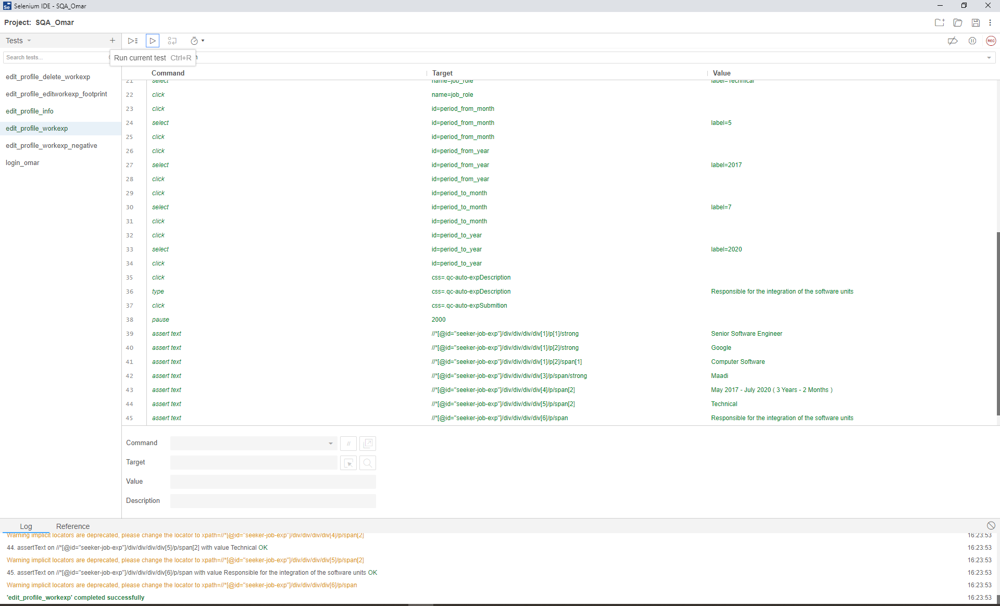 Selenium IDE - SQA_Omar
Project: SQA_Omar
Tests
Search tests...
Run current test Ctrl+R
edit_profile_delete_workexp
edit_profile_editworkexp_footprint
edit_profile_info
edit_profile_workexp
edit_profile_workexp_negative
login_omar
REC
Command Target Value
21 select name=job_role label=Technical
22 click name=job_role
23 click id=period_from_month
24 select id=period_from_month label=5
25 click id=period_from_month
26 click id=period_from_year
27 select id=period_from_year label=2017
28 click id=period_from_year
29 click id=period_to_month
30 select id=period_to_month label=7
31 click id=period_to_month
32 click id=period_to_year
33 select id=period_to_year label=2020
34 click id=period_to_year
35 click css=.qc-auto-expDescription
36 type css=.qc-auto-expDescription Responsible for the integration of the software units
37 click css=.qc-auto-expSubmition
38 pause 2000
39 assert text //*[@id="seeker-job-exp"]/div/div/div/div[1]/p[1]/strong Senior Software Engineer
40 assert text //*[@id="seeker-job-exp"]/div/div/div/div[1]/p[2]/strong Google
41 assert text //*[@id="seeker-job-exp"]/div/div/div/div[1]/p[2]/span[1] Computer Software
42 assert text //*[@id="seeker-job-exp"]/div/div/div/div[3]/p/span/strong Maadi
43 assert text //*[@id="seeker-job-exp"]/div/div/div/div[4]/p/span[2] May 2017 - July 2020 ( 3 Years - 2 Months )
44 assert text //*[@id="seeker-job-exp"]/div/div/div/div[5]/p/span[2] Technical
45 assert text //*[@id="seeker-job-exp"]/div/div/div/div[6]/p/span Responsible for the integration of the software units
Command //
Target
Value
Description
Log Reference
Warning implicit locators are deprecated, please change the locator to xpath=//*[@id="seeker-job-exp"]/div/div/div/div[4]/p/span[2] 16:23:53
44. assertText on //*[@id="seeker-job-exp"]/div/div/div/div[5]/p/span[2] with value Technical OK 16:23:53
Warning implicit locators are deprecated, please change the locator to xpath=//*[@id="seeker-job-exp"]/div/div/div/div[5]/p/span[2] 16:23:53
45. assertText on //*[@id="seeker-job-exp"]/div/div/div/div[6]/p/span with value Responsible for the integration of the software units OK 16:23:53
Warning implicit locators are deprecated, please change the locator to xpath=//*[@id="seeker-job-exp"]/div/div/div/div[6]/p/span 16:23:53
'edit_profile_workexp' completed successfully 16:23:53